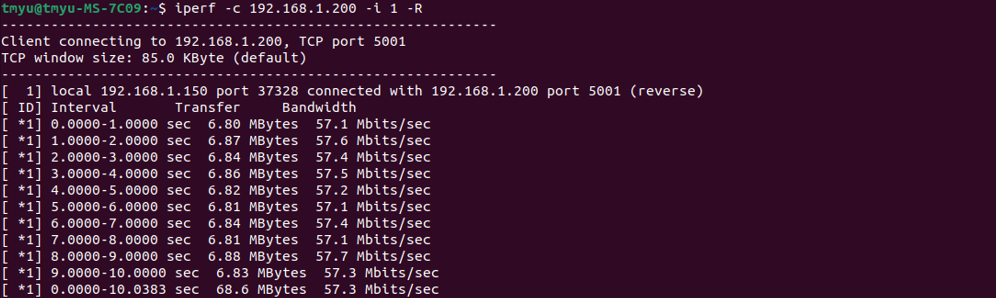 tmyu@tmyu-MS-7C09:~$ iperf -c 192.168.1.200 -i 1 -R
------------------------------------------------------------
Client connecting to 192.168.1.200, TCP port 5001
TCP window size: 85.0 KByte (default)
------------------------------------------------------------
[  1] local 192.168.1.150 port 37328 connected with 192.168.1.200 port 5001 (reverse)
[ ID] Interval       Transfer     Bandwidth
[ *1] 0.0000-1.0000 sec  6.80 MBytes  57.1 Mbits/sec
[ *1] 1.0000-2.0000 sec  6.87 MBytes  57.6 Mbits/sec
[ *1] 2.0000-3.0000 sec  6.84 MBytes  57.4 Mbits/sec
[ *1] 3.0000-4.0000 sec  6.86 MBytes  57.5 Mbits/sec
[ *1] 4.0000-5.0000 sec  6.82 MBytes  57.2 Mbits/sec
[ *1] 5.0000-6.0000 sec  6.81 MBytes  57.1 Mbits/sec
[ *1] 6.0000-7.0000 sec  6.84 MBytes  57.4 Mbits/sec
[ *1] 7.0000-8.0000 sec  6.81 MBytes  57.1 Mbits/sec
[ *1] 8.0000-9.0000 sec  6.88 MBytes  57.7 Mbits/sec
[ *1] 9.0000-10.0000 sec  6.83 MBytes  57.3 Mbits/sec
[ *1] 0.0000-10.0383 sec  68.6 MBytes  57.3 Mbits/sec